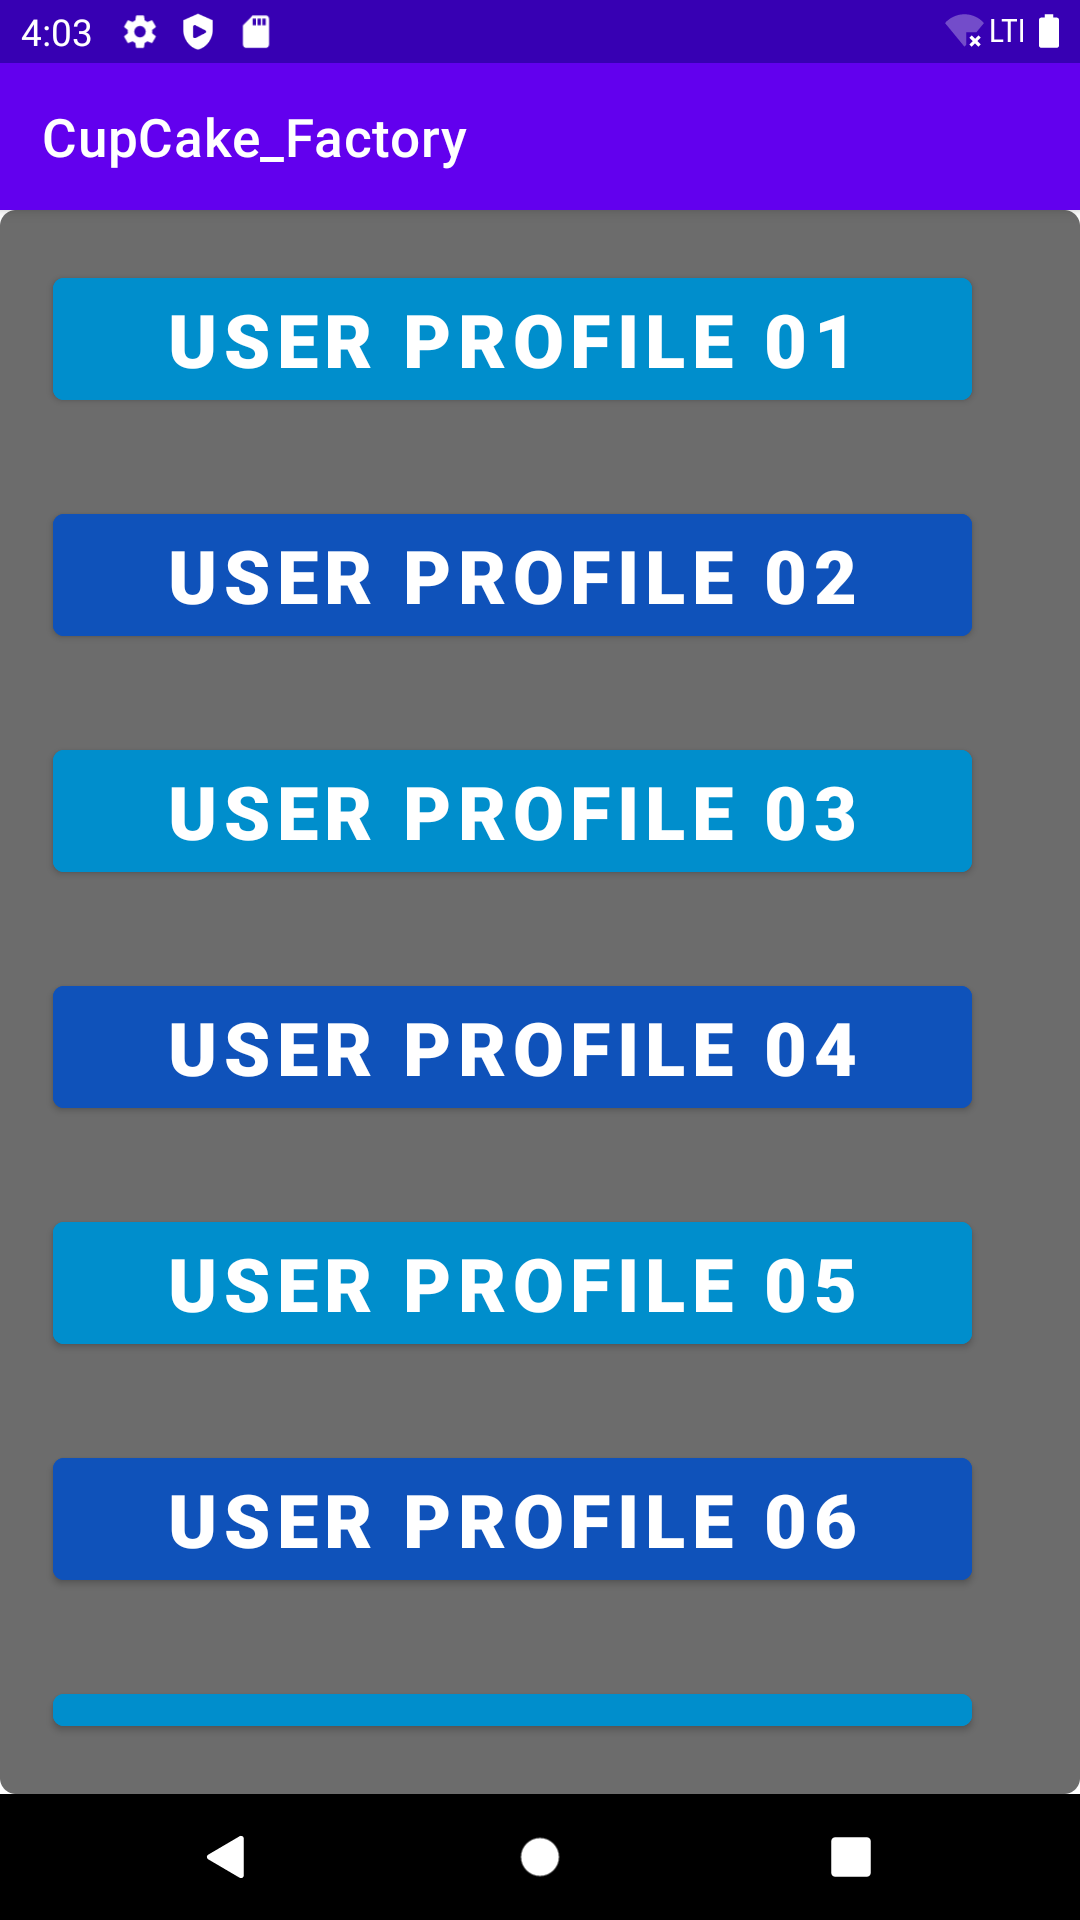 4:03 LTI
CupCake_Factory
USER PROFILE 01
USER PROFILE 02
USER PROFILE 03
USER PROFILE 04
USER PROFILE 05
USER PROFILE 06